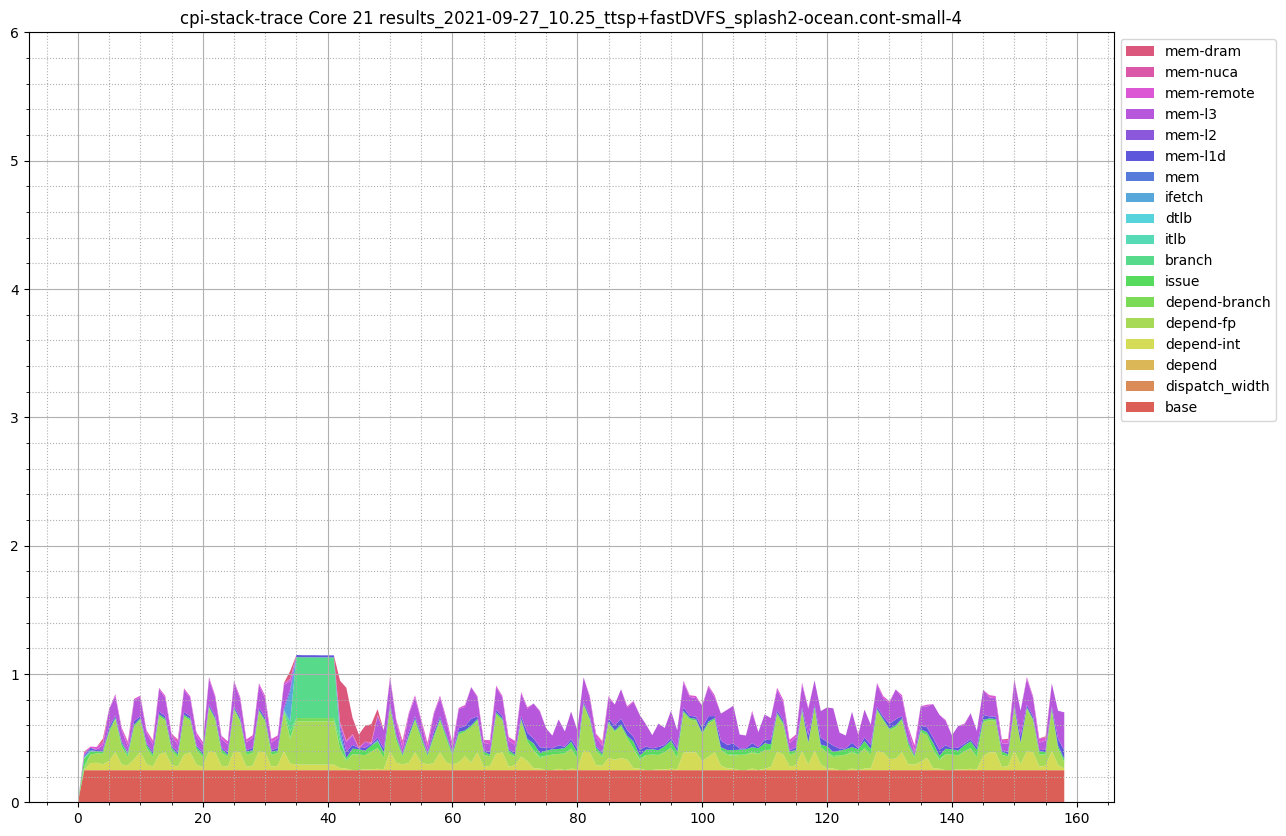 cpi-stack-trace Core 21 results_2021-09-27_10.25_ttsp+fastDVFS_splash2-ocean.cont-small-4
6
5
4
3
2
1
0
0 20 40 60 80 100 120 140 160
mem-dram
mem-nuca
mem-remote
mem-l3
mem-l2
mem-l1d
mem
ifetch
dtlb
itlb
branch
issue
depend-branch
depend-fp
depend-int
depend
dispatch_width
base